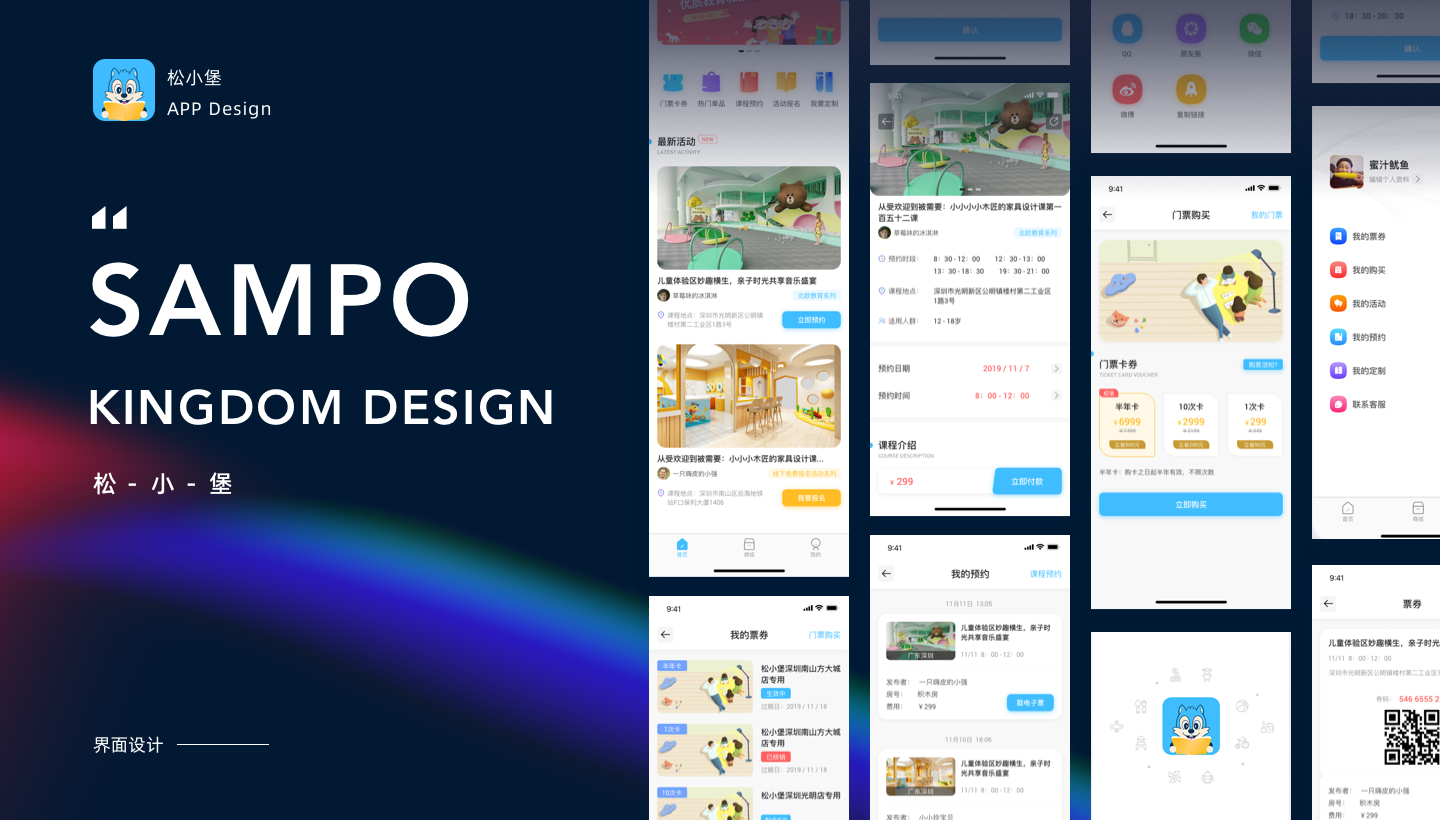 松小堡
APP Design
SAMPO
KINGDOM DESIGN
松 - 小 - 堡
界面设计
门票卡券
热门单品
课程预约
活动报名
我要定制
最新活动
NEW
LATEST ACTIVITY
儿童体验区妙趣横生,亲子时光共享音乐盛宴
草莓味的冰淇淋
北欧教育系列
课程地点:深圳市光明新区公明镇
楼村第二工业区1路3号
立即预约
从受欢迎到被需要:小小小木匠的家具设计课...
一只嗨皮的小强
线下免费报名活动系列
课程地点:深圳市南山区后海地铁
站F口保利大厦1406
我要报名
首页
商城
我的
9:41
我的票券
门票购买
半年卡
松小堡深圳南山方大城
店专用
生效中
过期日:2019 / 11 / 18
1次卡
松小堡深圳南山方大城
店专用
已核销
过期日:2019 / 11 / 18
10次卡
松小堡深圳光明店专用
确认
9:41
从受欢迎到被需要:小小小小木匠的家具设计课第一
百五十二课
草莓味的冰淇淋
北欧教育系列
预约时段:
8:30 - 12:00
12:30 - 13:00
13:30 - 18:30
19:30 - 21:00
课程地点:
深圳市光明新区公明镇楼村第二工业区
1路3号
适用人群:
12 - 18岁
预约日期
2019 / 11 / 7
预约时间
8:00 - 12:00
课程介绍
COURSE DESCRIPTION
¥ 299
立即付款
9:41
我的预约
课程预约
11月11日 13:05
儿童体验区妙趣横生,亲子时
光共享音乐盛宴
11/11 8:00 - 12:00
广东深圳
发布者: 一只嗨皮的小强
房号: 积木房
费用: ¥ 299
取电子票
11月10日 18:06
儿童体验区妙趣横生,亲子时
光共享音乐盛宴
11/11 8:00 - 12:00
广东深圳
发布者: 小小珍宝贝
QQ
朋友圈
微信
微博
复制链接
9:41
门票购买
我的门票
门票卡券
TICKET CARD VOUCHER
购票须知?
半年卡
¥ 6999
10次卡
¥ 2999
1次卡
¥ 299
半年卡:购卡之日起半年有效,不限次数
立即购买
18:30 - 20:30
确认
蜜汁鱿鱼
编辑个人资料
我的票券
我的购买
我的活动
我的预约
我的定制
联系客服
首页
商城
9:41
票券
儿童体验区妙趣横生,亲子时光
11/11 8:00 - 12:00
深圳市光明新区公明镇楼村第二工业区1
券码: 546 6555 2
发布者: 一只嗨皮的小强
房号: 积木房
费用: ¥ 299